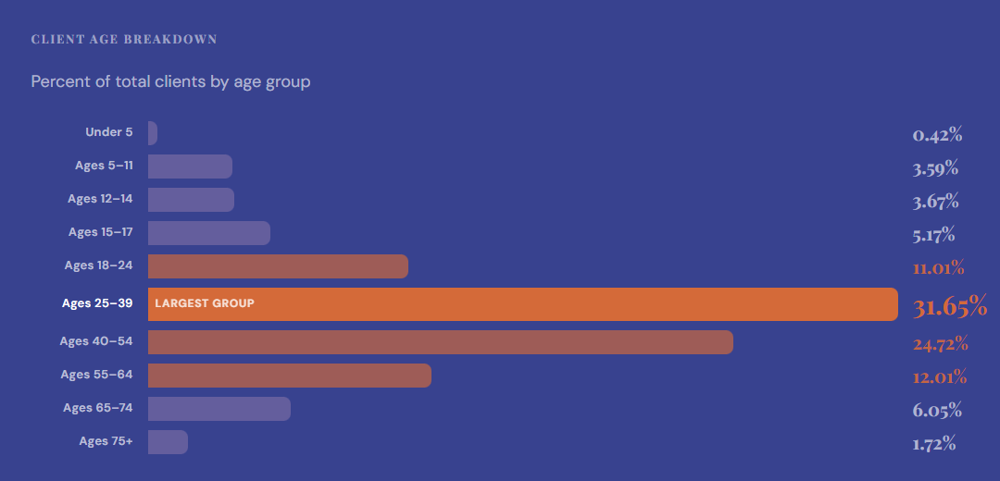 CLIENT AGE BREAKDOWN
Percent of total clients by age group
Under 5 0.42%
Ages 5–11 3.59%
Ages 12–14 3.67%
Ages 15–17 5.17%
Ages 18–24 11.01%
Ages 25–39 LARGEST GROUP 31.65%
Ages 40–54 24.72%
Ages 55–64 12.01%
Ages 65–74 6.05%
Ages 75+ 1.72%